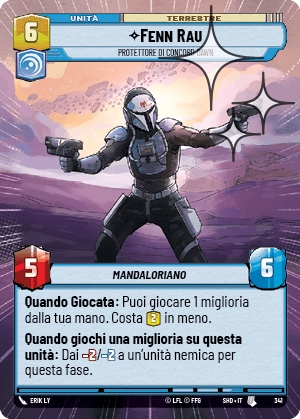 UNITÀ
TERRESTRE
6
✧Fenn Rau
PROTETTORE DI CONCORD DAWN
5
MANDALORIANO
6
Quando Giocata: Puoi giocare 1 miglioria
dalla tua mano. Costa 2 in meno.
Quando giochi una miglioria su questa
unità: Dai -2/-2 a un'unità nemica per
questa fase.
ERIK LY
© LFL © FFG
SHD • IT
341